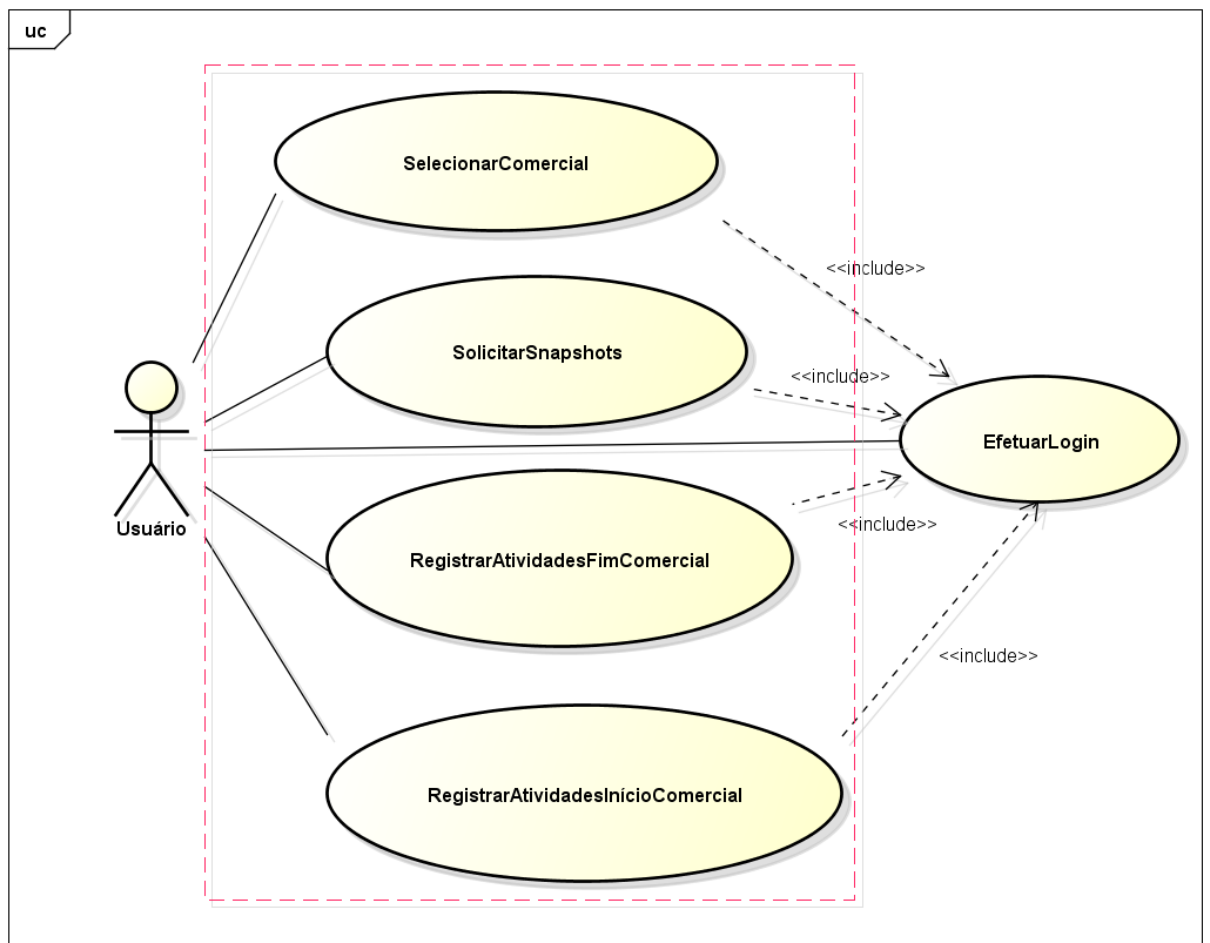 uc
SelecionarComercial
<<include>>
SolicitarSnapshots
<<include>>
EfetuarLogin
Usuário
<<include>>
RegistrarAtividadesFimComercial
<<include>>
RegistrarAtividadesInícioComercial